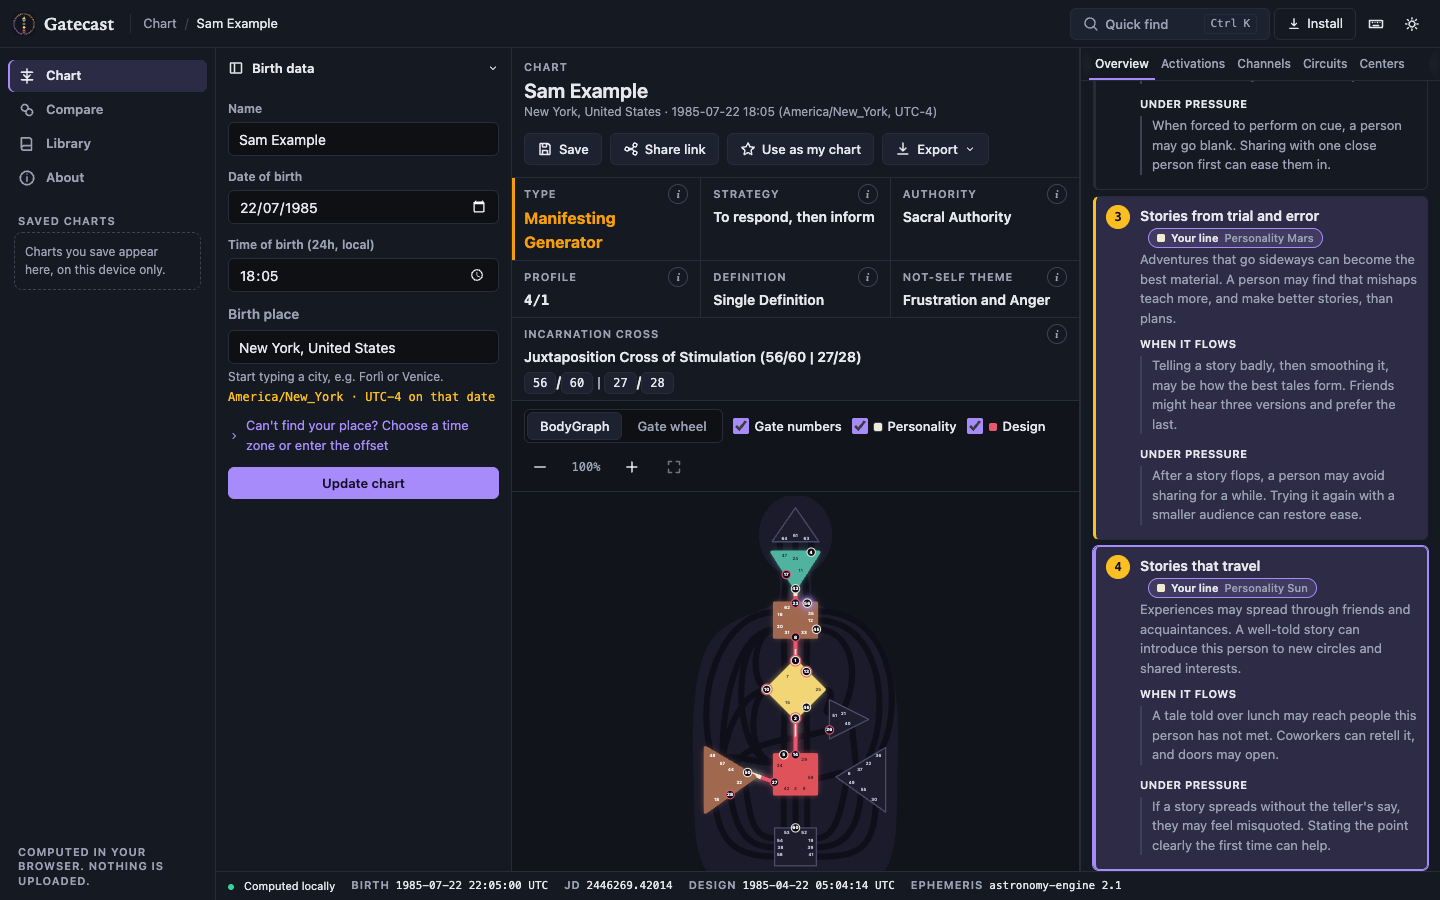 Gatecast
Chart / Sam Example
Quick find Ctrl K
Install
Chart
Compare
Library
About
SAVED CHARTS
Charts you save appear
here, on this device only.
COMPUTED IN YOUR
BROWSER. NOTHING IS
UPLOADED.
Birth data
Name
Sam Example
Date of birth
22/07/1985
Time of birth (24h, local)
18:05
Birth place
New York, United States
Start typing a city, e.g. Forlì or Venice.
America/New_York · UTC-4 on that date
Can't find your place? Choose a time
zone or enter the offset
Update chart
CHART
Sam Example
New York, United States · 1985-07-22 18:05 (America/New_York, UTC-4)
Save
Share link
Use as my chart
Export
TYPE
Manifesting
Generator
STRATEGY
To respond, then inform
AUTHORITY
Sacral Authority
PROFILE
4/1
DEFINITION
Single Definition
NOT-SELF THEME
Frustration and Anger
INCARNATION CROSS
Juxtaposition Cross of Stimulation (56/60 | 27/28)
56 / 60 | 27 / 28
BodyGraph
Gate wheel
Gate numbers
Personality
Design
100%
Overview
Activations
Channels
Circuits
Centers
UNDER PRESSURE
When forced to perform on cue, a person
may go blank. Sharing with one close
person first can ease them in.
3
Stories from trial and error
Your line Personality Mars
Adventures that go sideways can become the
best material. A person may find that mishaps
teach more, and make better stories, than
plans.
WHEN IT FLOWS
Telling a story badly, then smoothing it,
may be how the best tales form. Friends
might hear three versions and prefer the
last.
UNDER PRESSURE
After a story flops, a person may avoid
sharing for a while. Trying it again with a
smaller audience can restore ease.
4
Stories that travel
Your line Personality Sun
Experiences may spread through friends and
acquaintances. A well-told story can
introduce this person to new circles and
shared interests.
WHEN IT FLOWS
A tale told over lunch may reach people this
person has not met. Coworkers can retell it,
and doors may open.
UNDER PRESSURE
If a story spreads without the teller's say,
they may feel misquoted. Stating the point
clearly the first time can help.
Computed locally
BIRTH 1985-07-22 22:05:00 UTC
JD 2446269.42014
DESIGN 1985-04-22 05:04:14 UTC
EPHEMERIS astronomy-engine 2.1